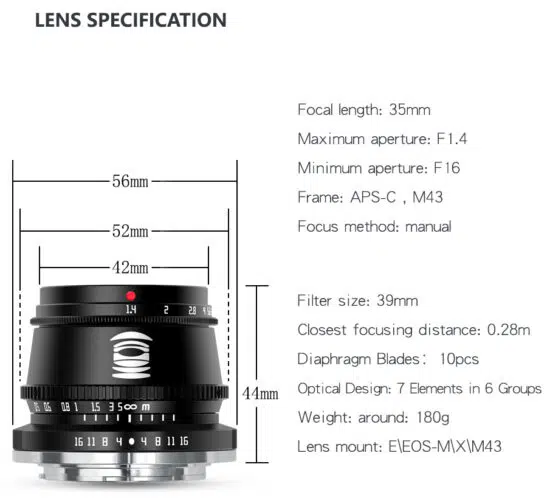 LENS SPECIFICATION
Focal length: 35mm
Maximum aperture: F1.4
Minimum aperture: F16
Frame: APS-C , M43
Focus method: manual
56mm
52mm
42mm
1.4 2 2.8 4
Filter size: 39mm
Closest focusing distance: 0.28m
Diaphragm Blades: 10pcs
Optical Design: 7 Elements in 6 Groups
Weight: around: 180g
Lens mount: E\EOS-M\X\M43
44mm
0.6 0.8 1 1.5 3 5 ∞ m
16 11 8 4 4 8 11 16